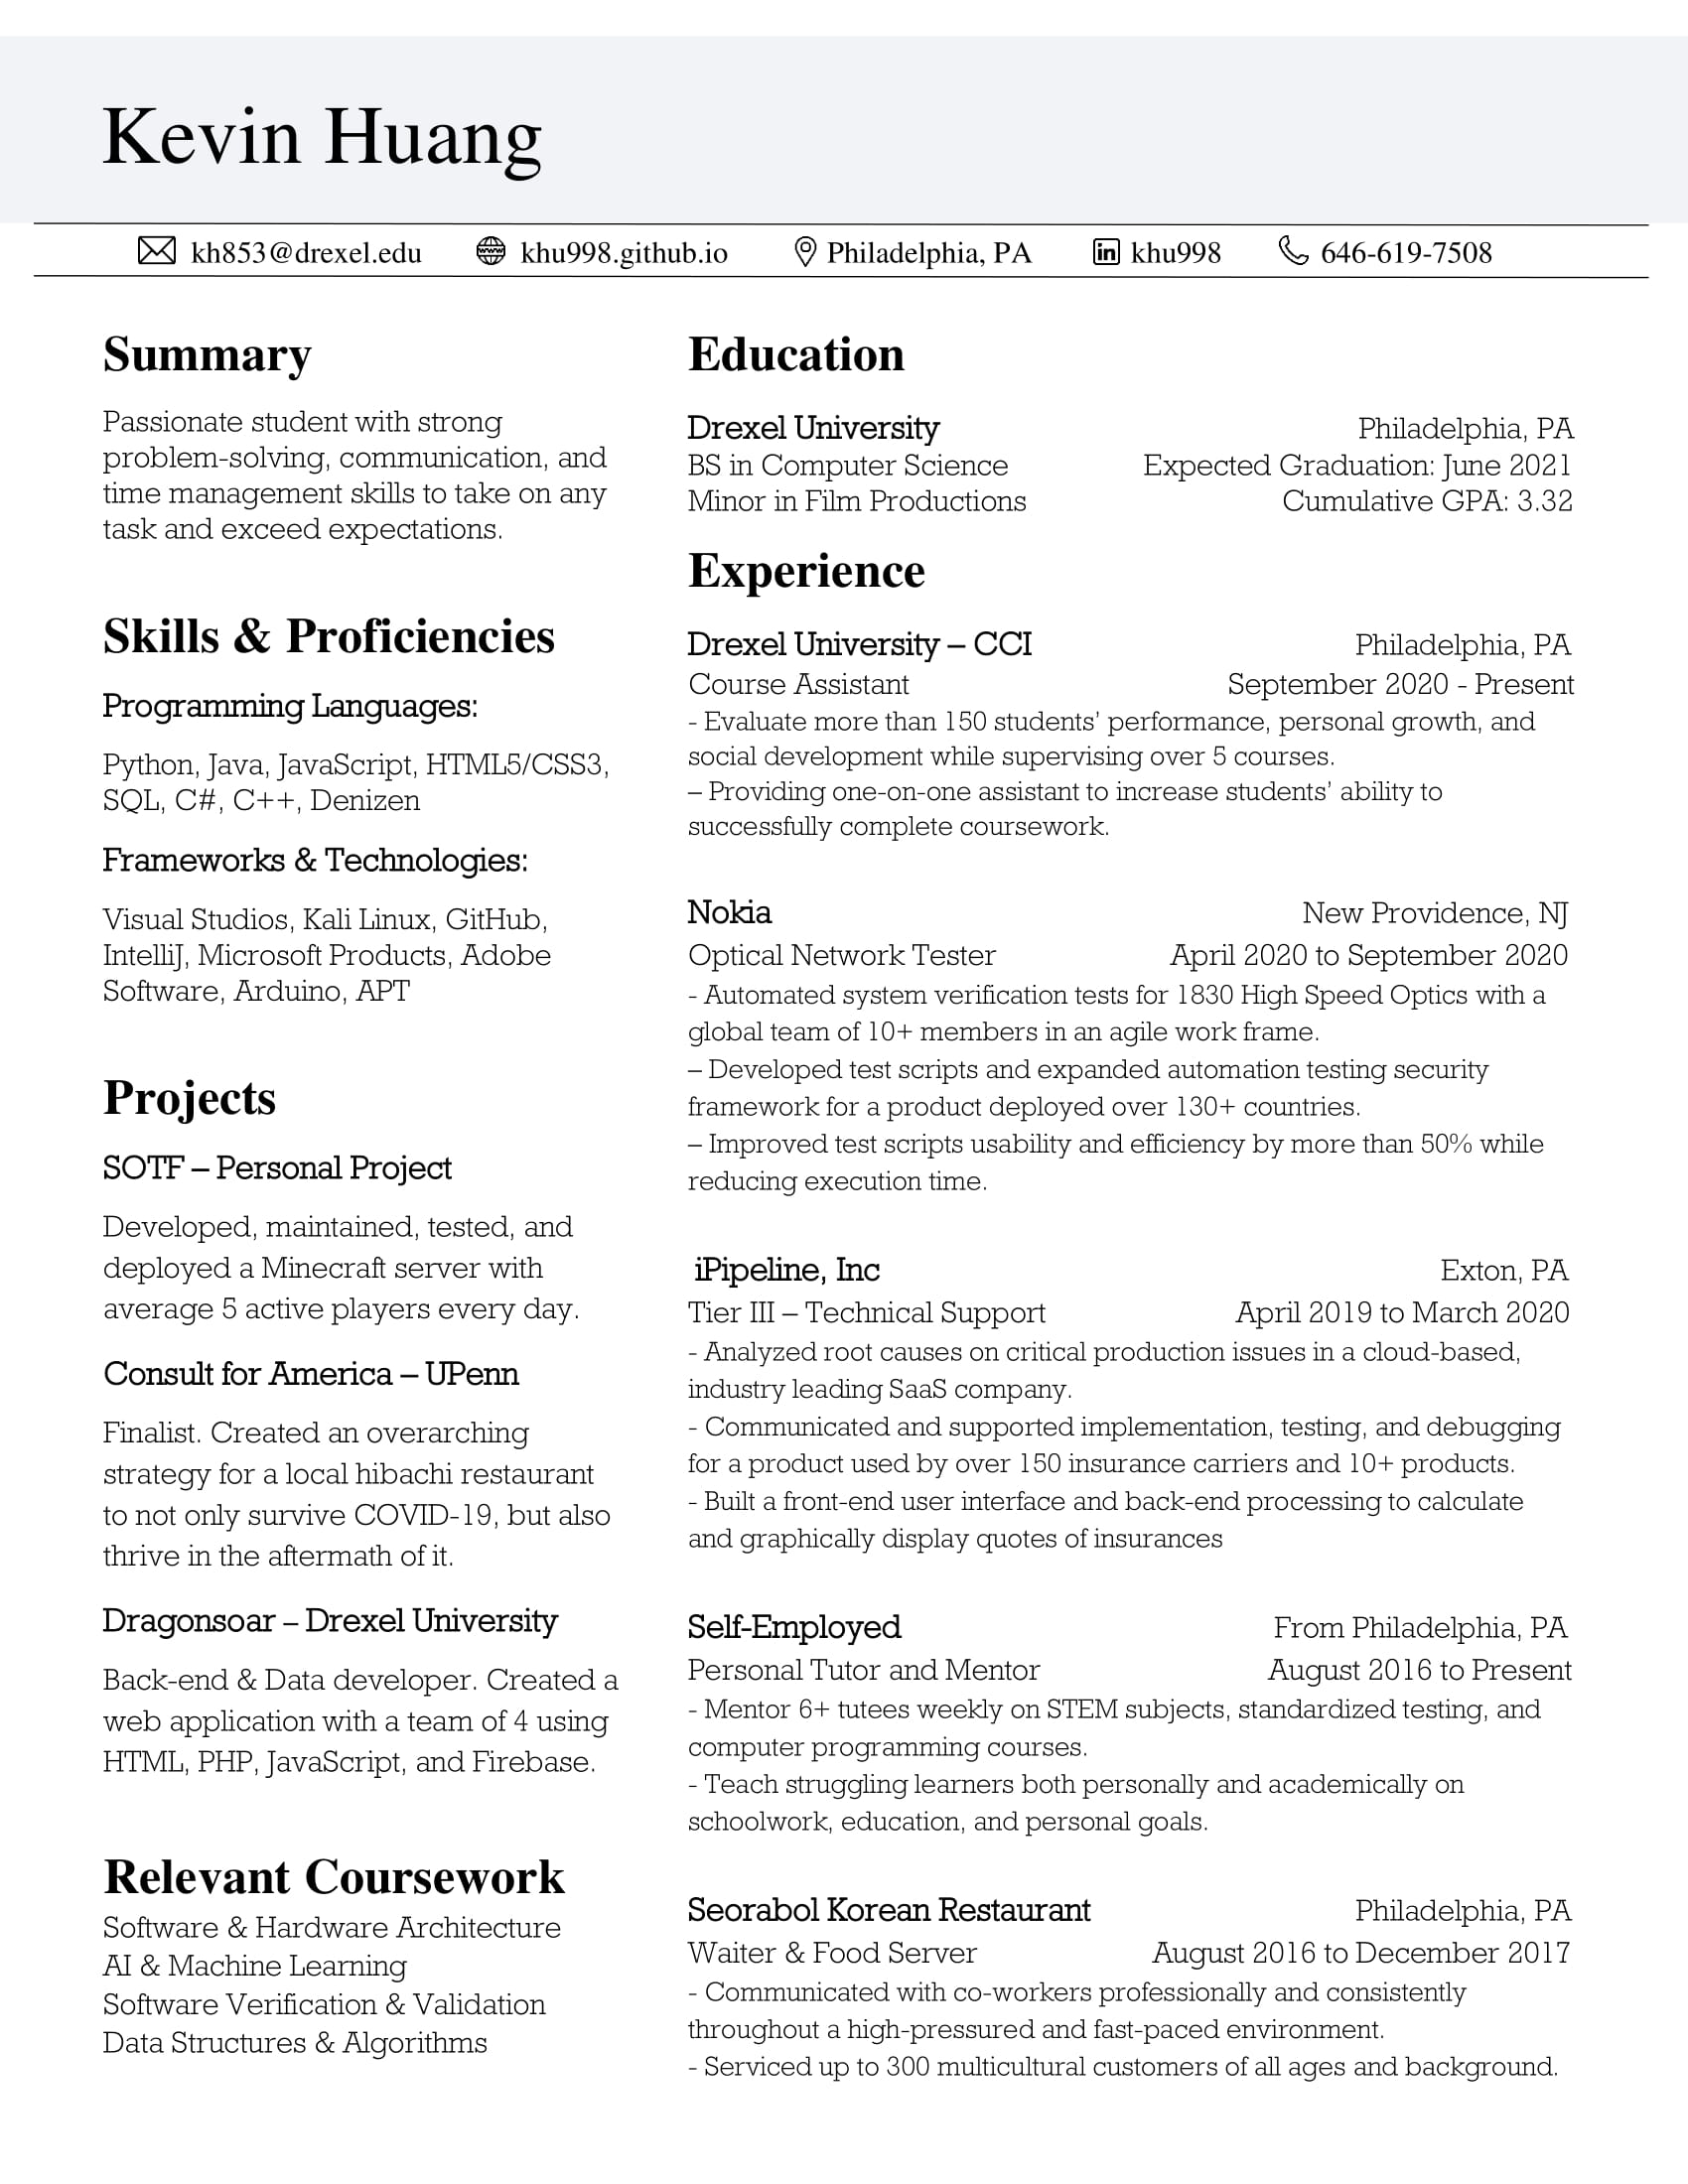 Kevin Huang
kh853@drexel.edu khu998.github.io Philadelphia, PA khu998 646-619-7508
Summary
Passionate student with strong
problem-solving, communication, and
time management skills to take on any
task and exceed expectations.
Skills & Proficiencies
Programming Languages:
Python, Java, JavaScript, HTML5/CSS3,
SQL, C#, C++, Denizen
Frameworks & Technologies:
Visual Studios, Kali Linux, GitHub,
IntelliJ, Microsoft Products, Adobe
Software, Arduino, APT
Projects
SOTF – Personal Project
Developed, maintained, tested, and
deployed a Minecraft server with
average 5 active players every day.
Consult for America – UPenn
Finalist. Created an overarching
strategy for a local hibachi restaurant
to not only survive COVID-19, but also
thrive in the aftermath of it.
Dragonsoar – Drexel University
Back-end & Data developer. Created a
web application with a team of 4 using
HTML, PHP, JavaScript, and Firebase.
Relevant Coursework
Software & Hardware Architecture
AI & Machine Learning
Software Verification & Validation
Data Structures & Algorithms
Education
Drexel University Philadelphia, PA
BS in Computer Science Expected Graduation: June 2021
Minor in Film Productions Cumulative GPA: 3.32
Experience
Drexel University – CCI Philadelphia, PA
Course Assistant September 2020 - Present
- Evaluate more than 150 students’ performance, personal growth, and
social development while supervising over 5 courses.
– Providing one-on-one assistant to increase students’ ability to
successfully complete coursework.
Nokia New Providence, NJ
Optical Network Tester April 2020 to September 2020
- Automated system verification tests for 1830 High Speed Optics with a
global team of 10+ members in an agile work frame.
– Developed test scripts and expanded automation testing security
framework for a product deployed over 130+ countries.
– Improved test scripts usability and efficiency by more than 50% while
reducing execution time.
iPipeline, Inc Exton, PA
Tier III – Technical Support April 2019 to March 2020
- Analyzed root causes on critical production issues in a cloud-based,
industry leading SaaS company.
- Communicated and supported implementation, testing, and debugging
for a product used by over 150 insurance carriers and 10+ products.
- Built a front-end user interface and back-end processing to calculate
and graphically display quotes of insurances
Self-Employed From Philadelphia, PA
Personal Tutor and Mentor August 2016 to Present
- Mentor 6+ tutees weekly on STEM subjects, standardized testing, and
computer programming courses.
- Teach struggling learners both personally and academically on
schoolwork, education, and personal goals.
Seorabol Korean Restaurant Philadelphia, PA
Waiter & Food Server August 2016 to December 2017
- Communicated with co-workers professionally and consistently
throughout a high-pressured and fast-paced environment.
- Serviced up to 300 multicultural customers of all ages and background.